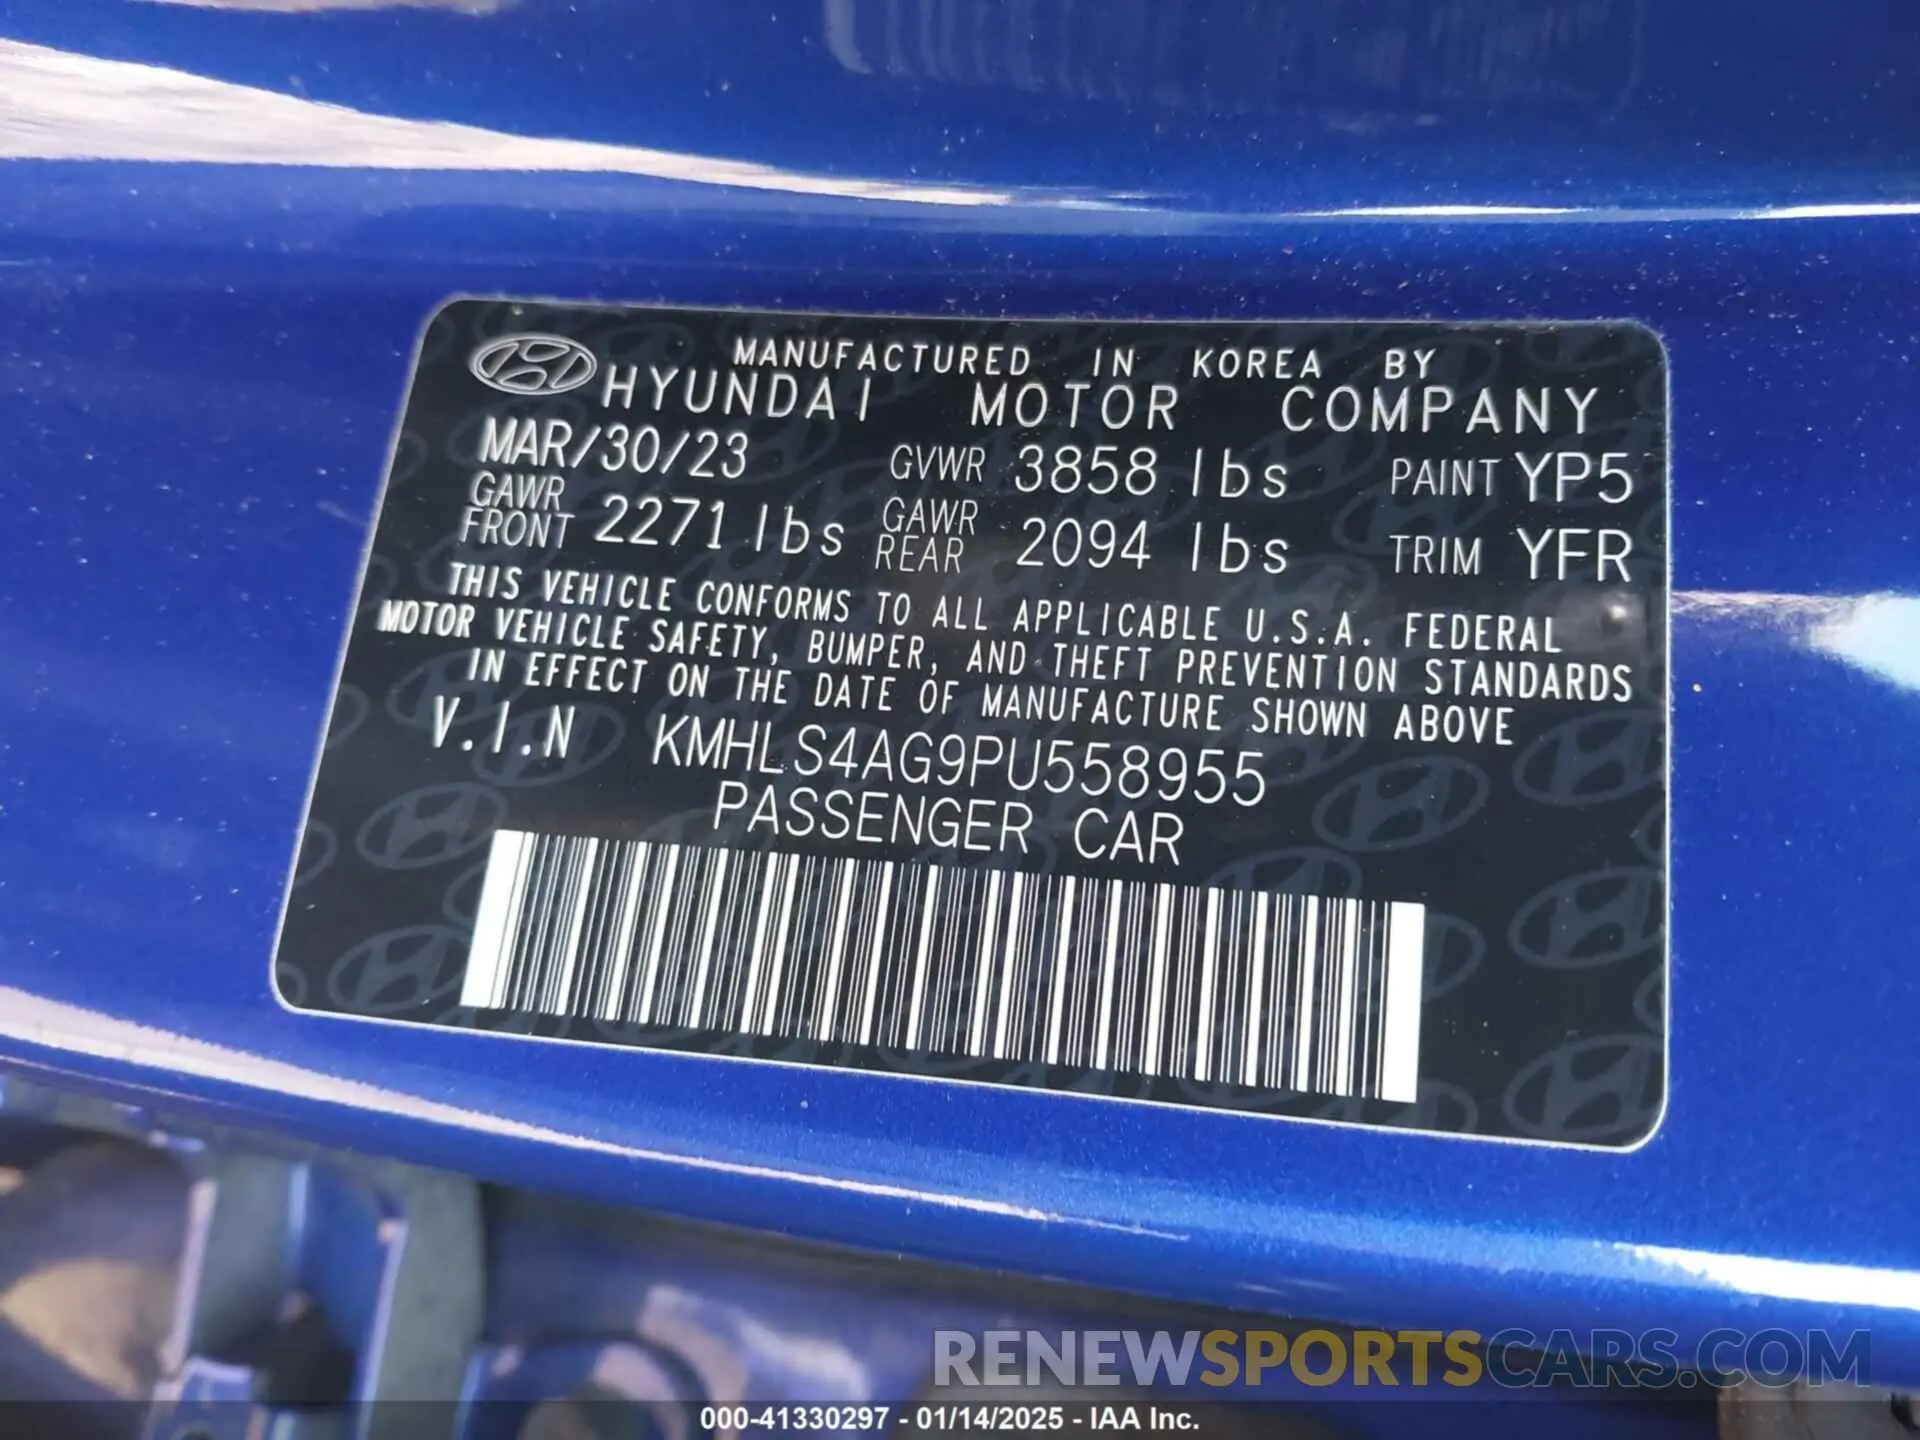 MANUFACTURED IN KOREA BY
HYUNDAI MOTOR COMPANY
MAR/30/23 GVWR 3858 lbs PAINT YP5
GAWR FRONT 2271 lbs GAWR REAR 2094 lbs TRIM YFR
THIS VEHICLE CONFORMS TO ALL APPLICABLE U.S.A. FEDERAL
MOTOR VEHICLE SAFETY, BUMPER, AND THEFT PREVENTION STANDARDS
IN EFFECT ON THE DATE OF MANUFACTURE SHOWN ABOVE
V.I.N KMHLS4AG9PU558955
PASSENGER CAR
RENEWSPORTSCARS.COM
000-41330297 - 01/14/2025 - IAA Inc.